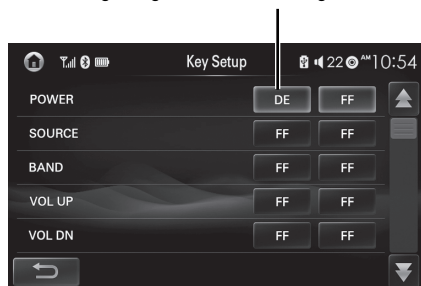 Key Setup 22 AM 10:54
POWER DE FF
SOURCE FF FF
BAND FF FF
VOL UP FF FF
VOL DN FF FF